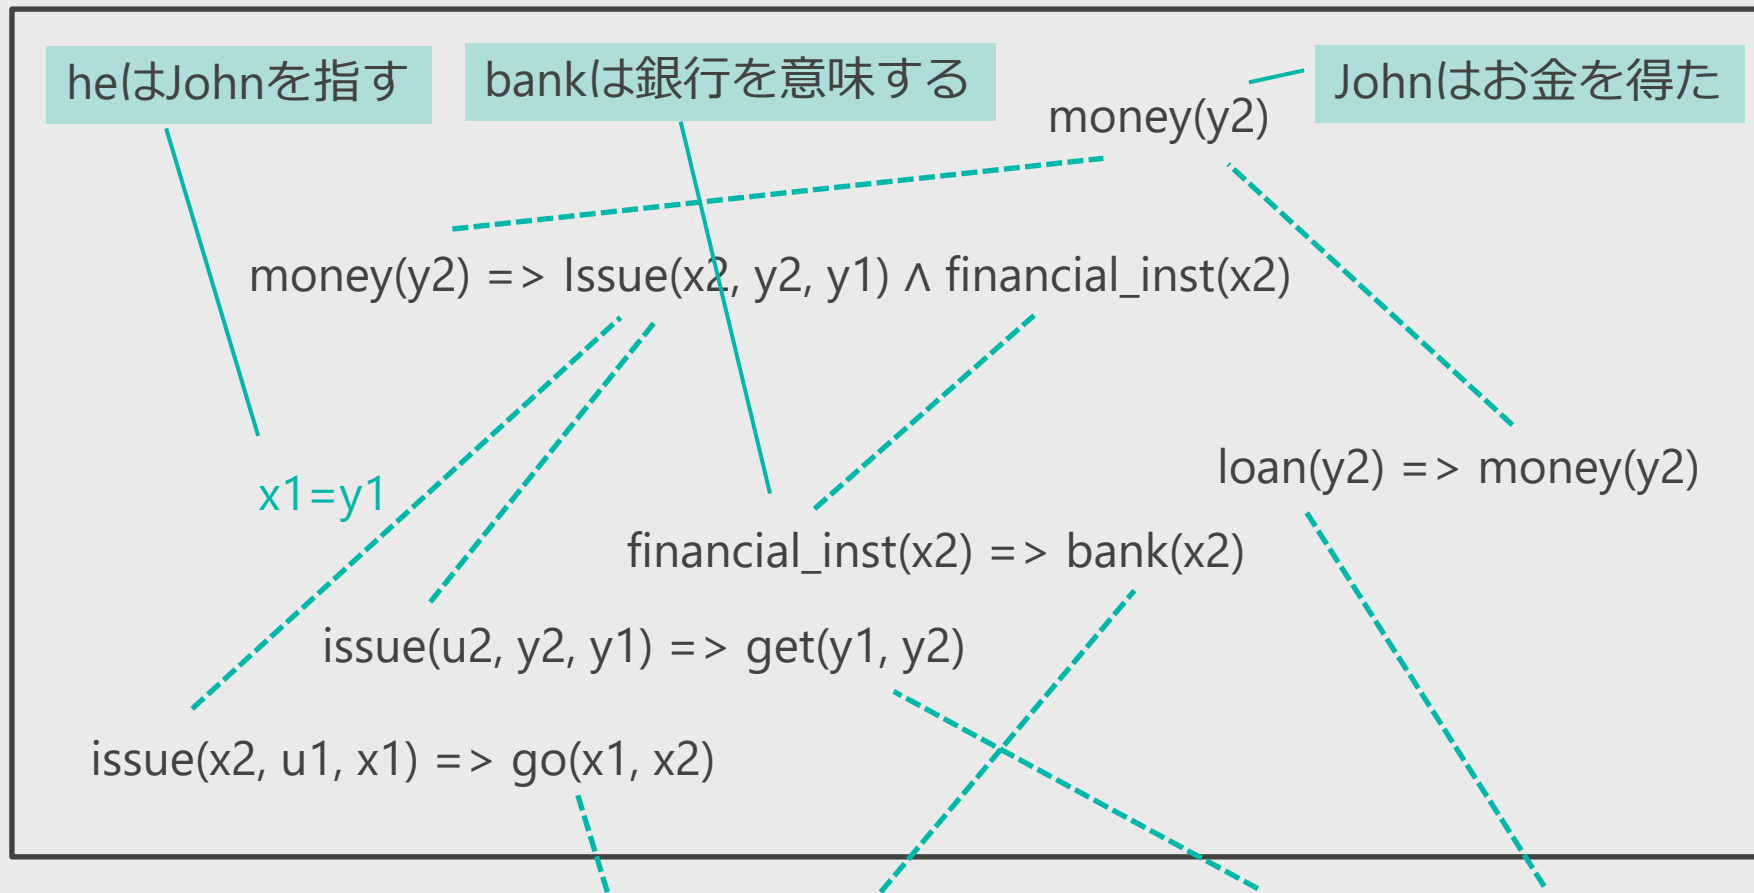 heはJohnを指す
bankは銀行を意味する
Johnはお金を得た
money(y2)
money(y2) => Issue(x2, y2, y1) ∧ financial_inst(x2)
loan(y2) => money(y2)
x1=y1
financial_inst(x2) => bank(x2)
issue(u2, y2, y1) => get(y1, y2)
issue(x2, u1, x1) => go(x1, x2)